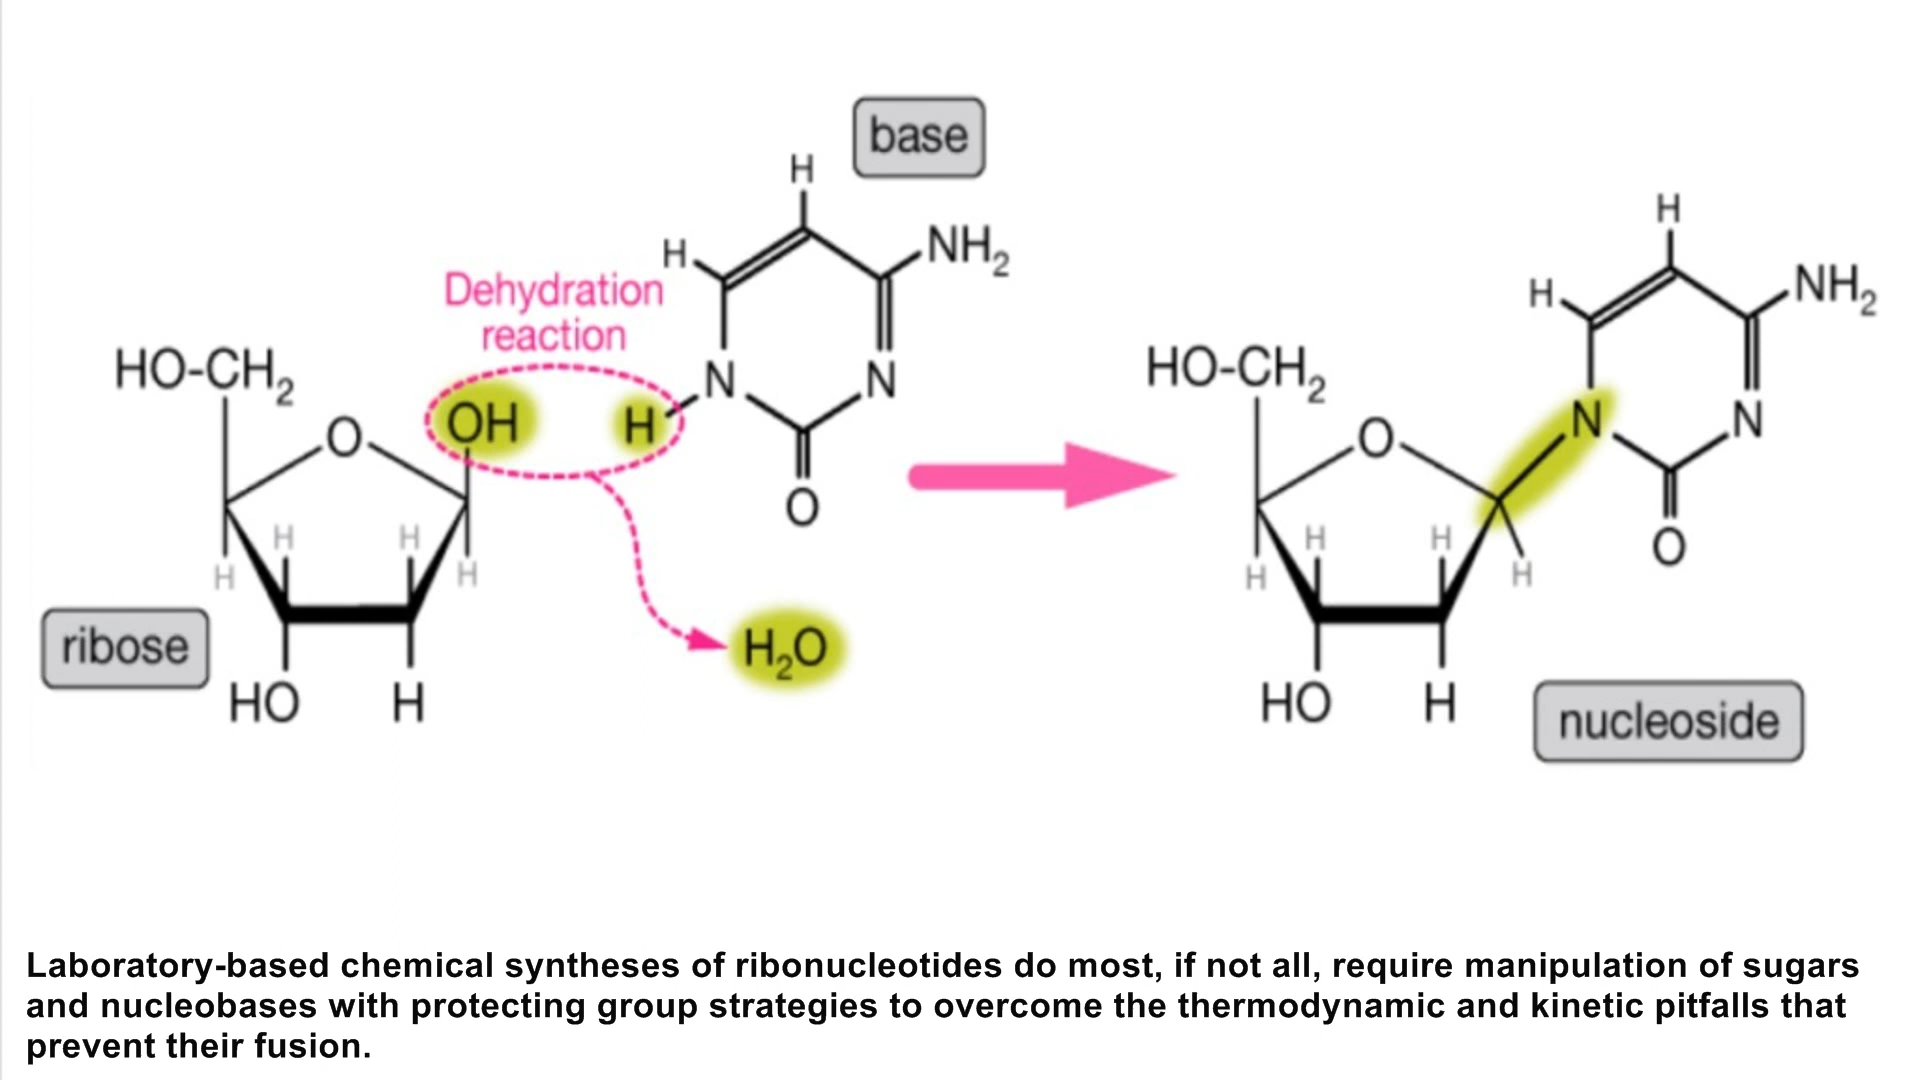 base
H
H
NH2
Dehydration
reaction
HO-CH2
O
OH
H
N
N
O
H
H
H
H
ribose
HO
H
H2O
H
H
NH2
HO-CH2
O
N
N
O
H
H
H
H
HO
H
nucleoside
Laboratory-based chemical syntheses of ribonucleotides do most, if not all, require manipulation of sugars
and nucleobases with protecting group strategies to overcome the thermodynamic and kinetic pitfalls that
prevent their fusion.